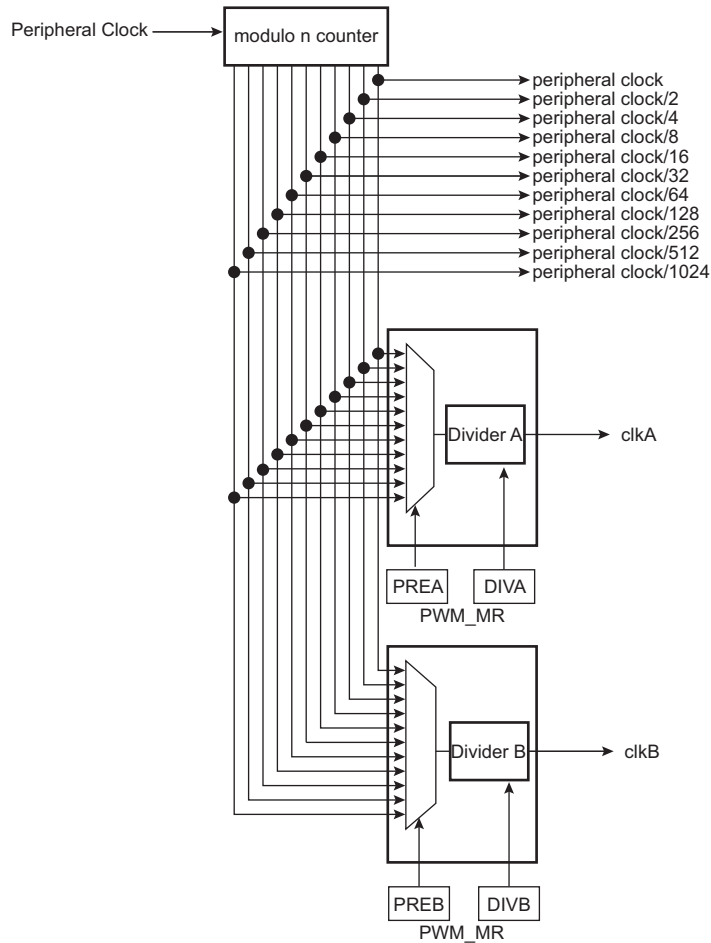 Peripheral Clock
modulo n counter
peripheral clock
peripheral clock/2
peripheral clock/4
peripheral clock/8
peripheral clock/16
peripheral clock/32
peripheral clock/64
peripheral clock/128
peripheral clock/256
peripheral clock/512
peripheral clock/1024
Divider A
clkA
PREA
DIVA
PWM_MR
Divider B
clkB
PREB
DIVB
PWM_MR